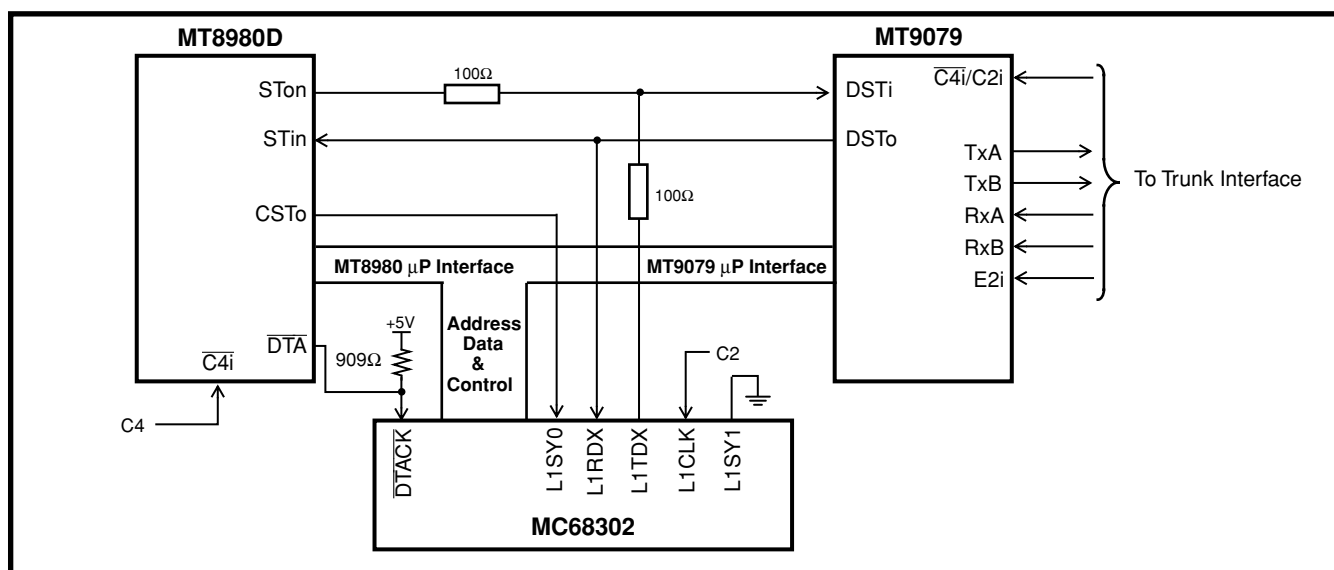 MT8980D
MT9079
STon
100Ω
DSTi
C4i/C2i
STin
DSTo
TxA
100Ω
TxB
To Trunk Interface
CSTo
RxA
RxB
MT8980 µP Interface
MT9079 µP Interface
E2i
+5V
Address
Data
&
Control
DTA
909Ω
C4i
C2
C4
DTACK
L1SY0
L1RDX
L1TDX
L1CLK
L1SY1
MC68302